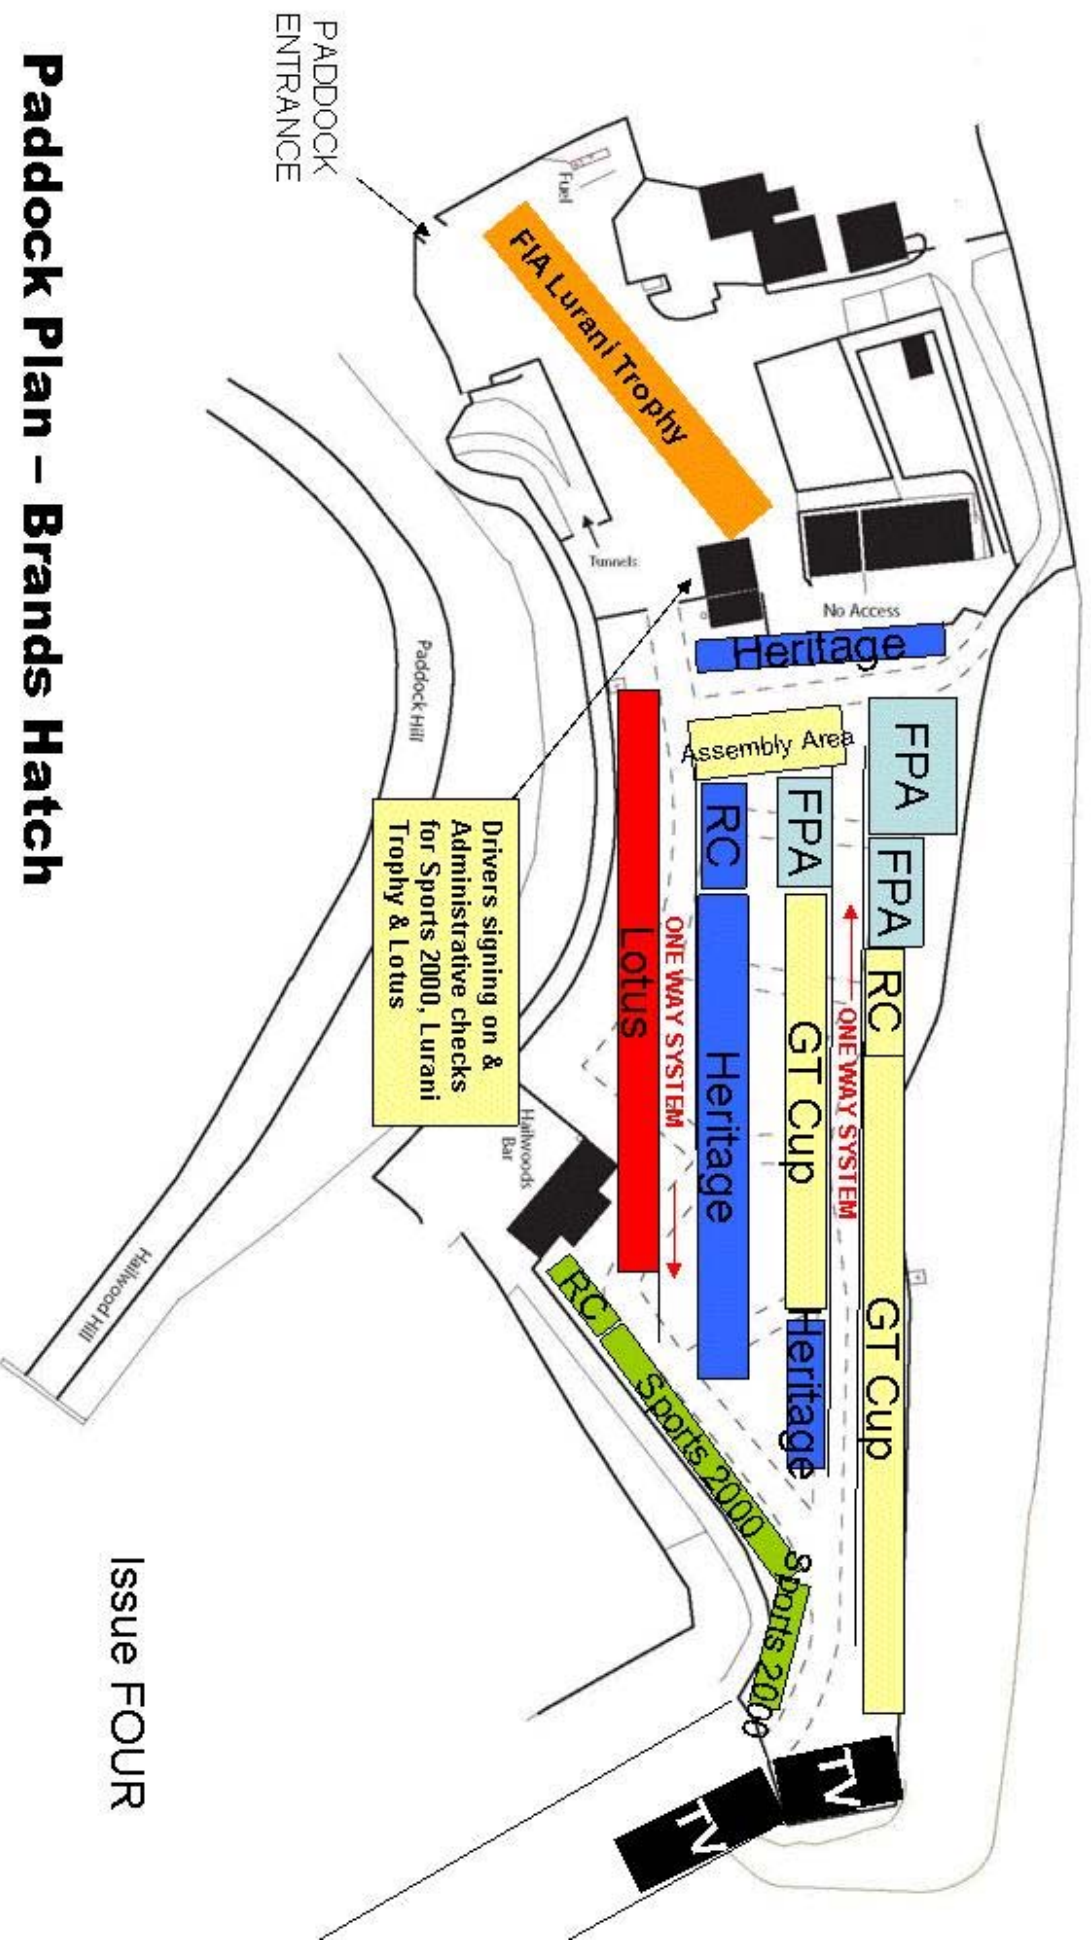 PADDOCK
ENTRANCE
Fuel
FIA Lurani Trophy
Tunnels
No Access
Heritage
Assembly Area
FPA
FPA
FPA
RC
RC
GT Cup
GT Cup
Heritage
Heritage
Lotus
ONE WAY SYSTEM
ONE WAY SYSTEM
Paddock Hill
Drivers signing on &
Administrative checks
for Sports 2000, Lurani
Trophy & Lotus
Hailwoods
Bar
Hailwood Hill
RC
Sports 2000
Sports 2000
TV
TV
Paddock Plan – Brands Hatch
Issue FOUR